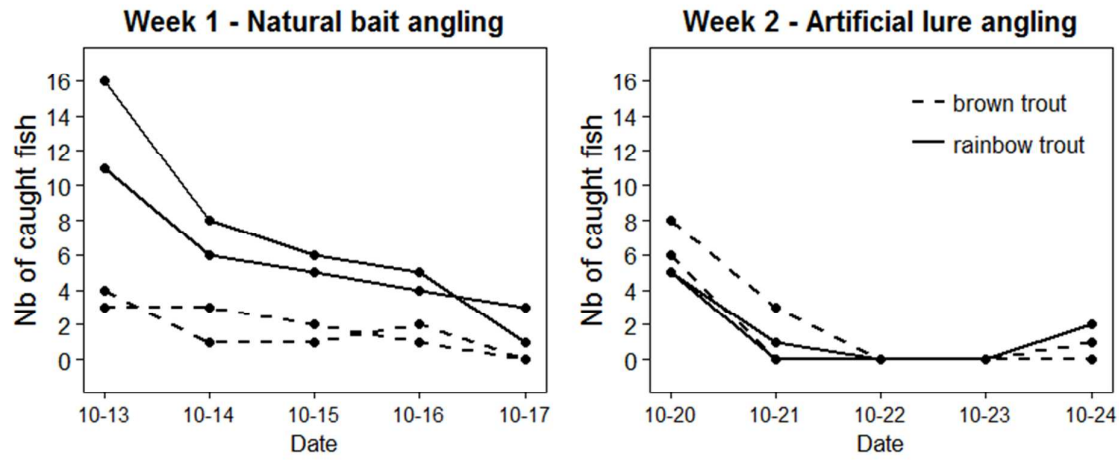 Week 1 - Natural bait angling
Nb of caught fish
16
14
12
10
8
6
4
2
0
10-13 10-14 10-15 10-16 10-17
Date
Week 2 - Artificial lure angling
Nb of caught fish
16
14
12
10
8
6
4
2
0
brown trout
rainbow trout
10-20 10-21 10-22 10-23 10-24
Date